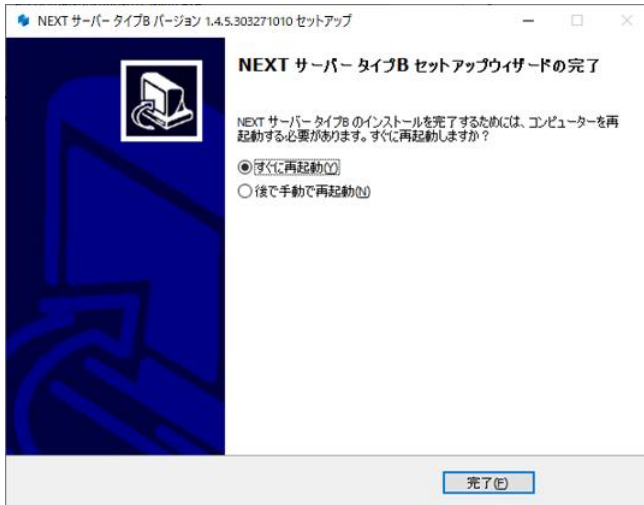 NEXT サーバー タイプB バージョン 1.4.5.303271010 セットアップ
NEXT サーバー タイプB セットアップウィザードの完了
NEXT サーバー タイプB のインストールを完了するためには、コンピューターを再
起動する必要があります。すぐに再起動しますか？
すぐに再起動(Y)
後で手動で再起動(N)
完了(F)